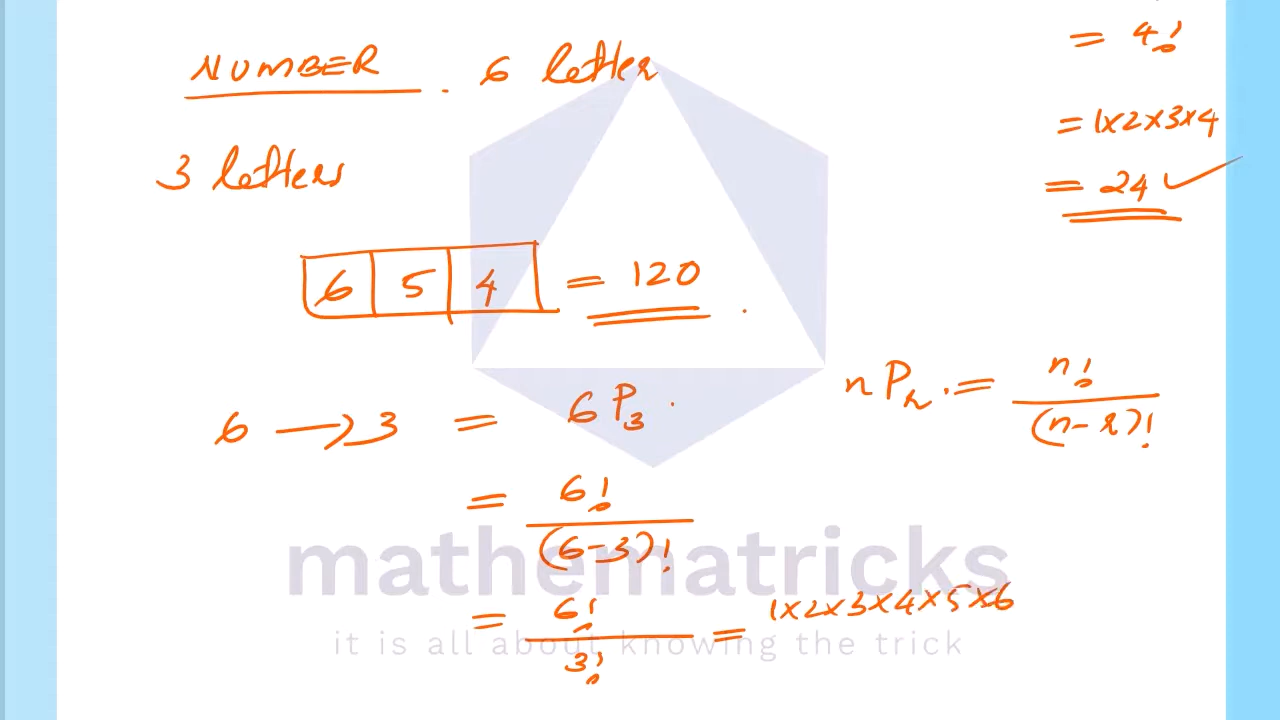 = 4!
NUMBER . 6 letter
= 1x2x3x4
3 letters
= 24 ✓
6 5 4 = 120
nPr = n!/(n-r)!
6 → 3 = 6P3
= 6!/(6-3)!
mathematricks
= 6!/3! = 1x2x3x4x5x6
it is all about knowing the trick